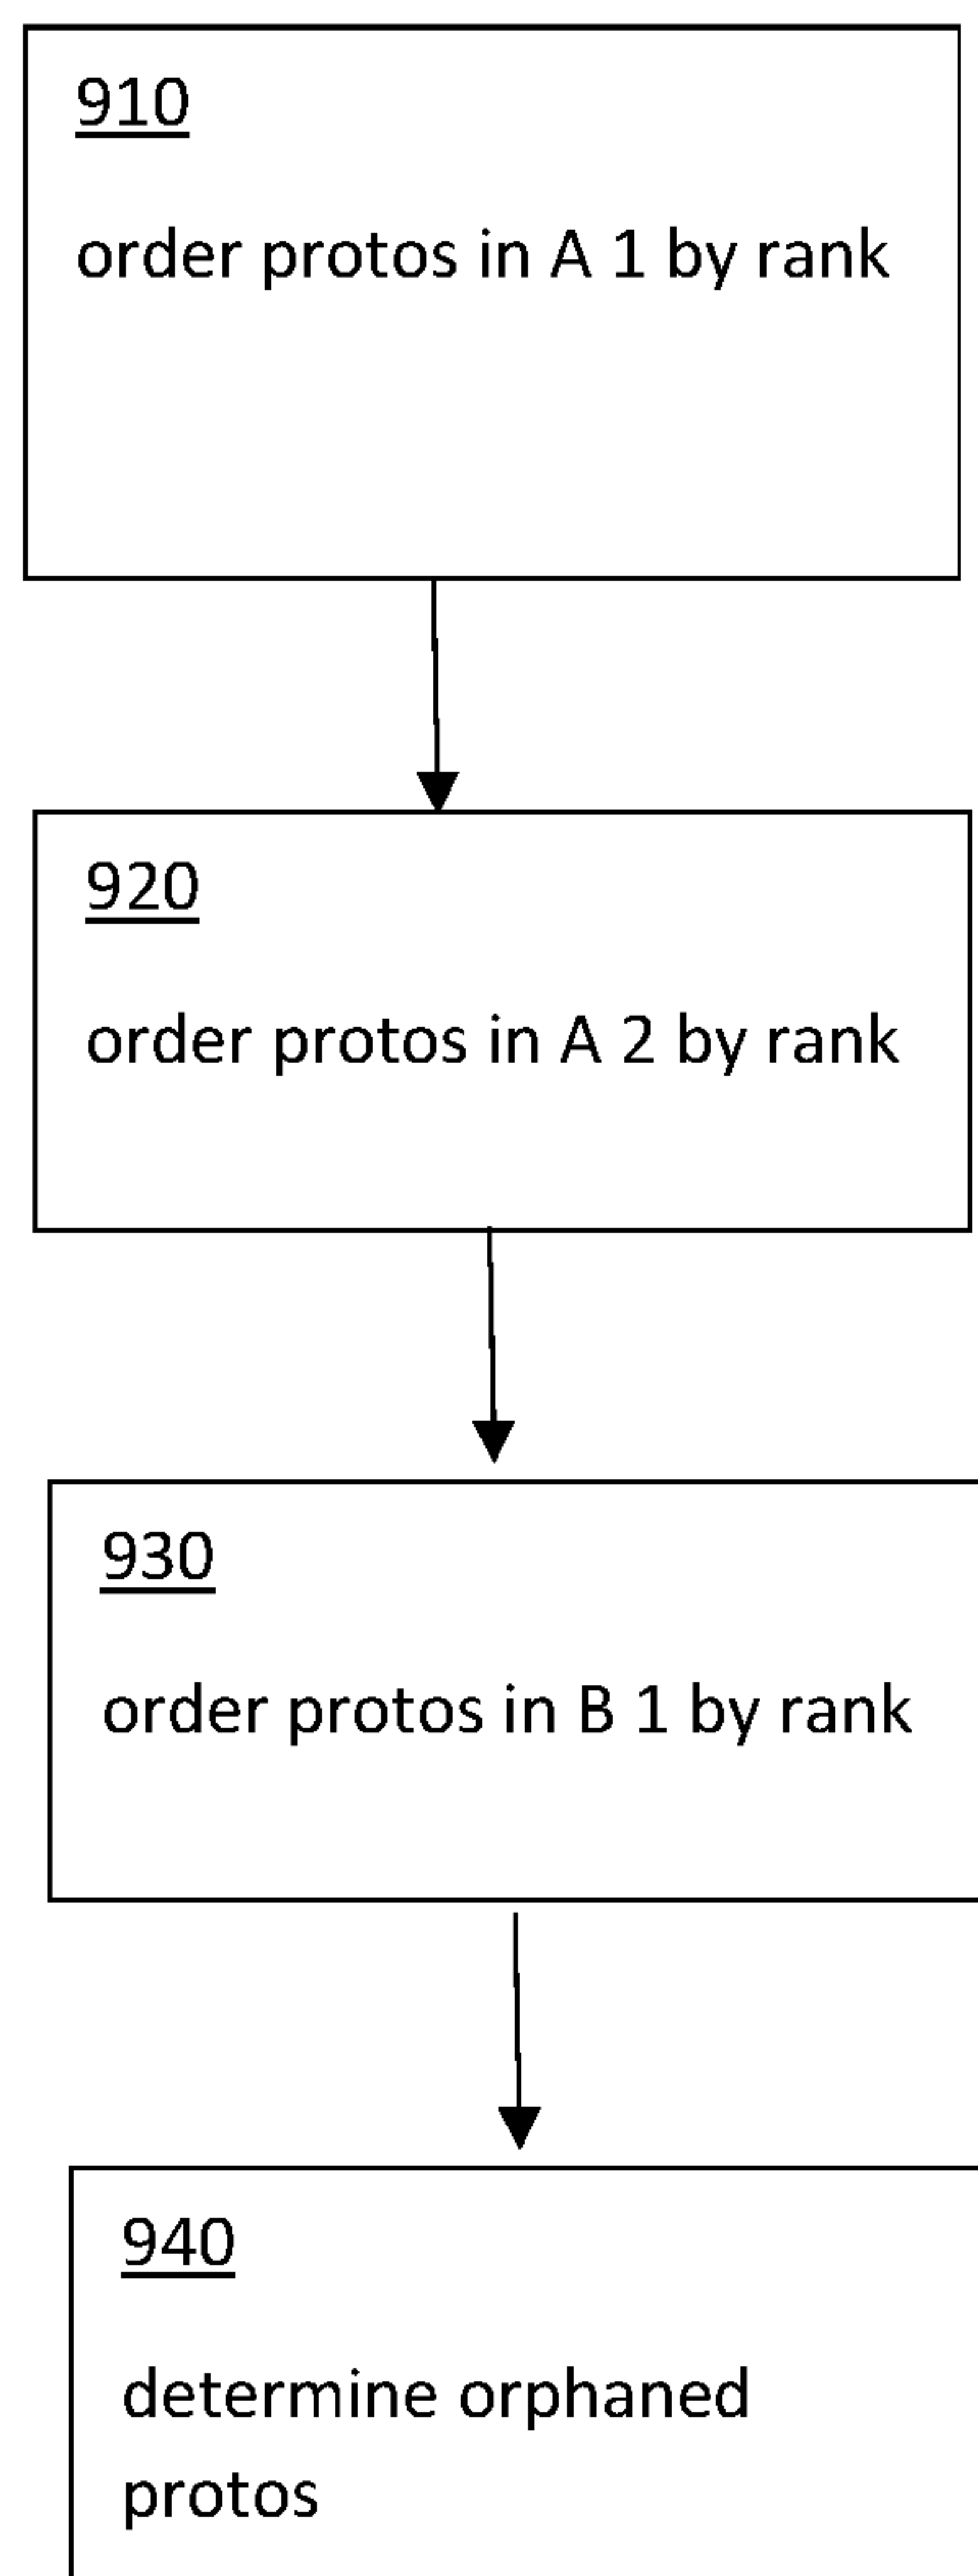 910
order protos in A 1 by rank
920
order protos in A 2 by rank
930
order protos in B 1 by rank
940
determine orphaned
protos